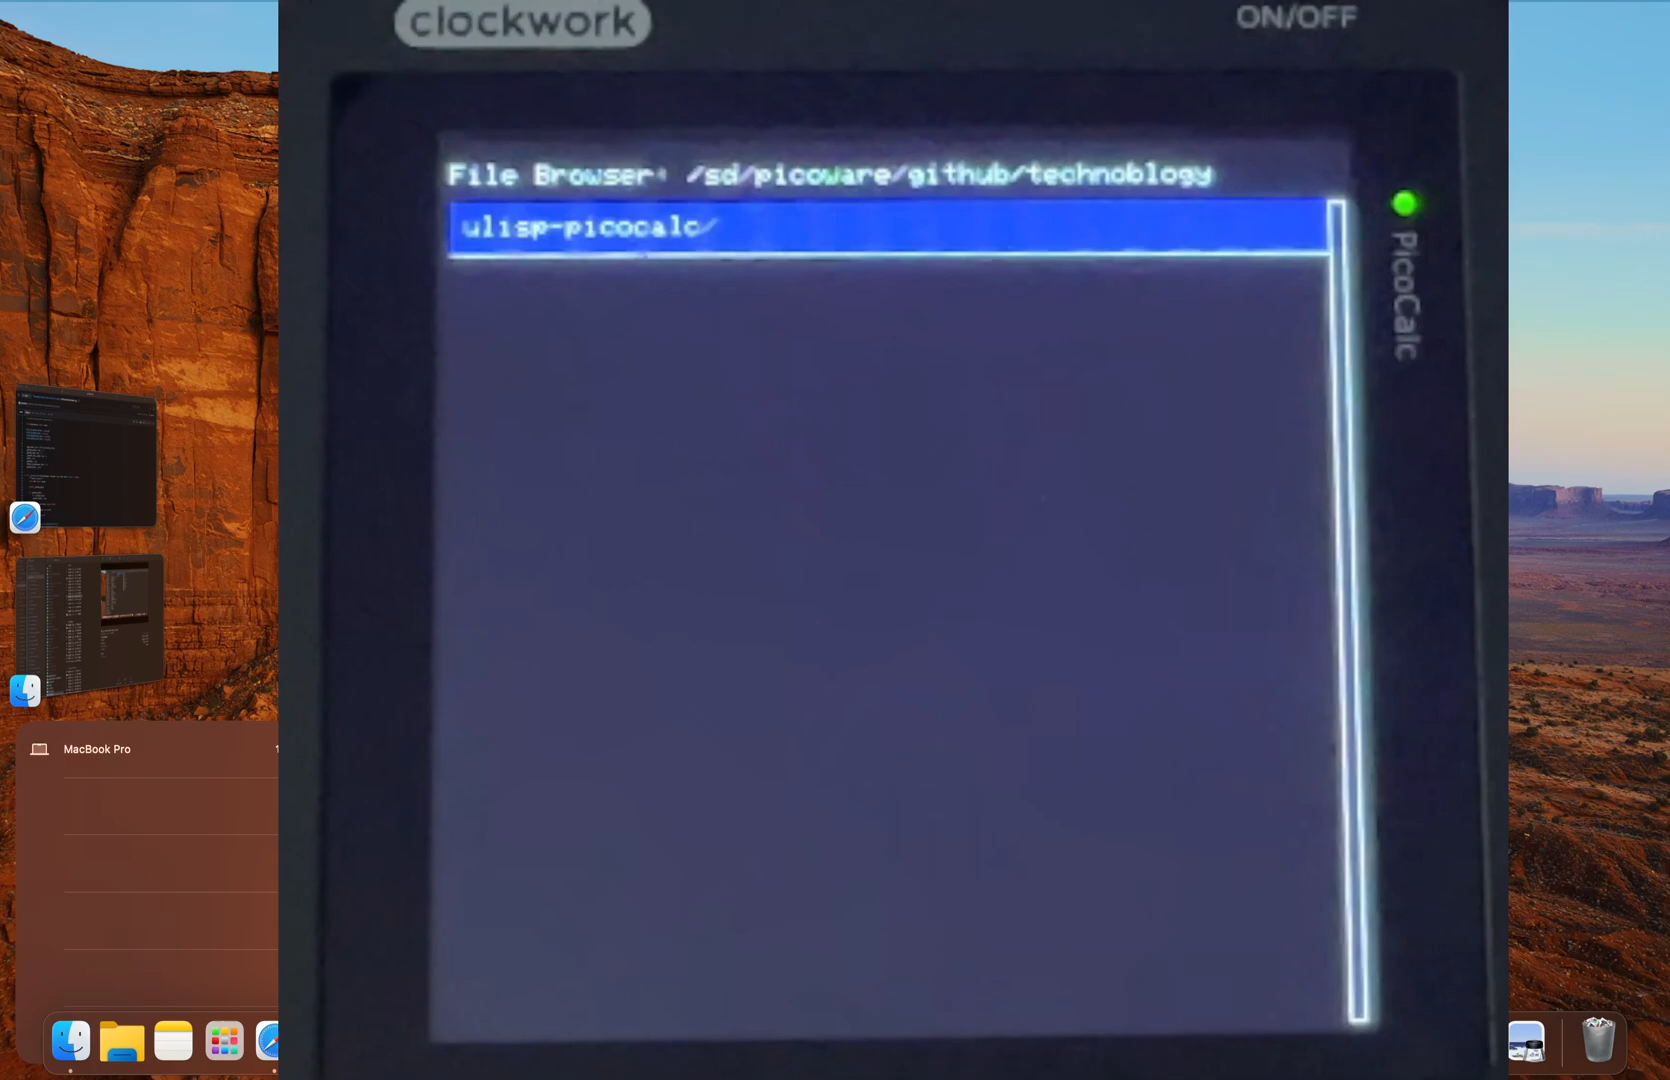 clockwork
ON/OFF
File Browser: /sd/picoware/github/technoblogy
ulisp-picocalc/
PicoCalc
MacBook Pro